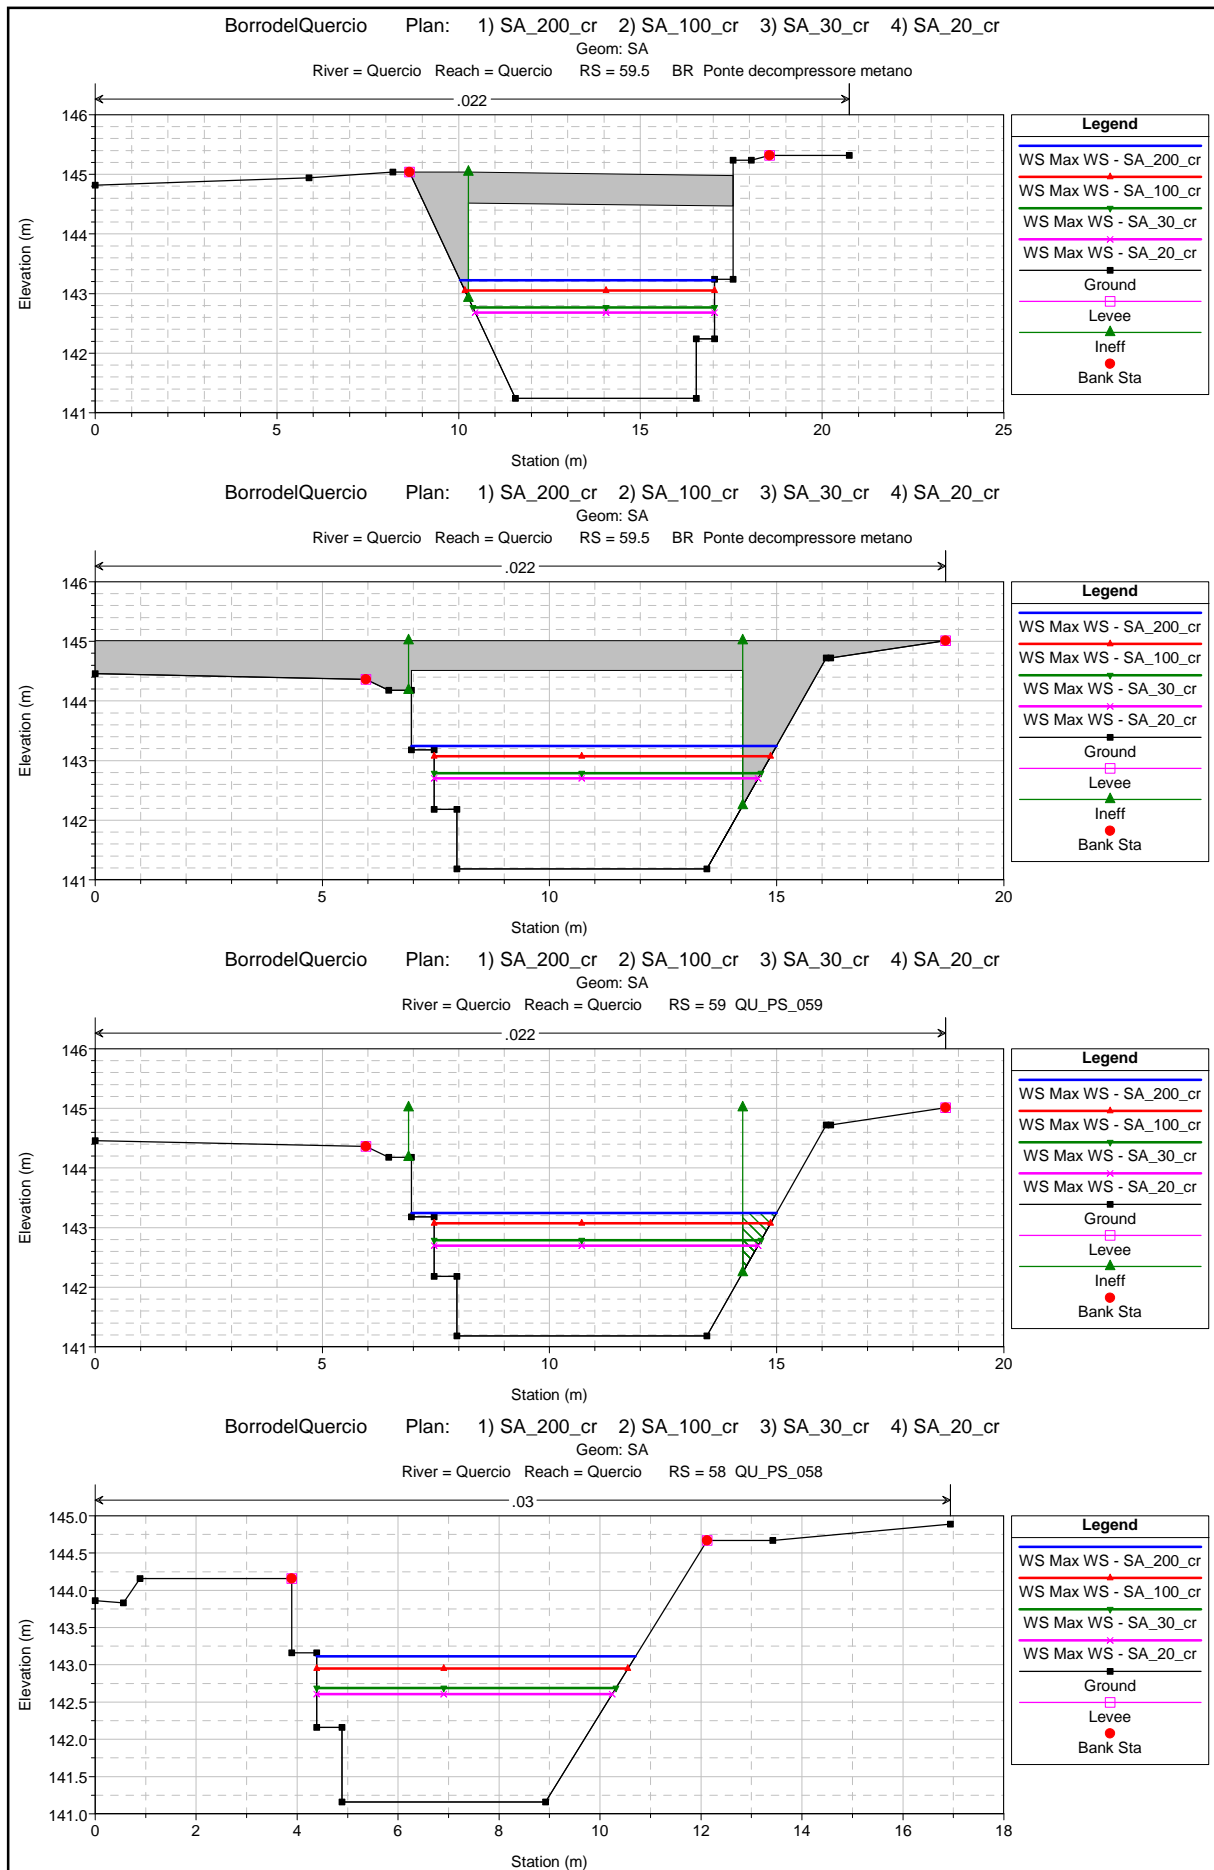 BorrodelQuercio Plan: 1) SA_200_cr 2) SA_100_cr 3) SA_30_cr 4) SA_20_cr
Geom: SA
River = Quercio Reach = Quercio RS = 59.5 BR Ponte decompressore metano
.022
146
145
144
143
142
141
Elevation (m)
0 5 10 15 20 25
Station (m)
Legend
WS Max WS - SA_200_cr
WS Max WS - SA_100_cr
WS Max WS - SA_30_cr
WS Max WS - SA_20_cr
Ground
Levee
Ineff
Bank Sta
BorrodelQuercio Plan: 1) SA_200_cr 2) SA_100_cr 3) SA_30_cr 4) SA_20_cr
Geom: SA
River = Quercio Reach = Quercio RS = 59.5 BR Ponte decompressore metano
.022
146
145
144
143
142
141
Elevation (m)
0 5 10 15 20
Station (m)
Legend
WS Max WS - SA_200_cr
WS Max WS - SA_100_cr
WS Max WS - SA_30_cr
WS Max WS - SA_20_cr
Ground
Levee
Ineff
Bank Sta
BorrodelQuercio Plan: 1) SA_200_cr 2) SA_100_cr 3) SA_30_cr 4) SA_20_cr
Geom: SA
River = Quercio Reach = Quercio RS = 59 QU_PS_059
.022
146
145
144
143
142
141
Elevation (m)
0 5 10 15 20
Station (m)
Legend
WS Max WS - SA_200_cr
WS Max WS - SA_100_cr
WS Max WS - SA_30_cr
WS Max WS - SA_20_cr
Ground
Levee
Ineff
Bank Sta
BorrodelQuercio Plan: 1) SA_200_cr 2) SA_100_cr 3) SA_30_cr 4) SA_20_cr
Geom: SA
River = Quercio Reach = Quercio RS = 58 QU_PS_058
.03
145.0
144.5
144.0
143.5
143.0
142.5
142.0
141.5
141.0
Elevation (m)
0 2 4 6 8 10 12 14 16 18
Station (m)
Legend
WS Max WS - SA_200_cr
WS Max WS - SA_100_cr
WS Max WS - SA_30_cr
WS Max WS - SA_20_cr
Ground
Levee
Bank Sta